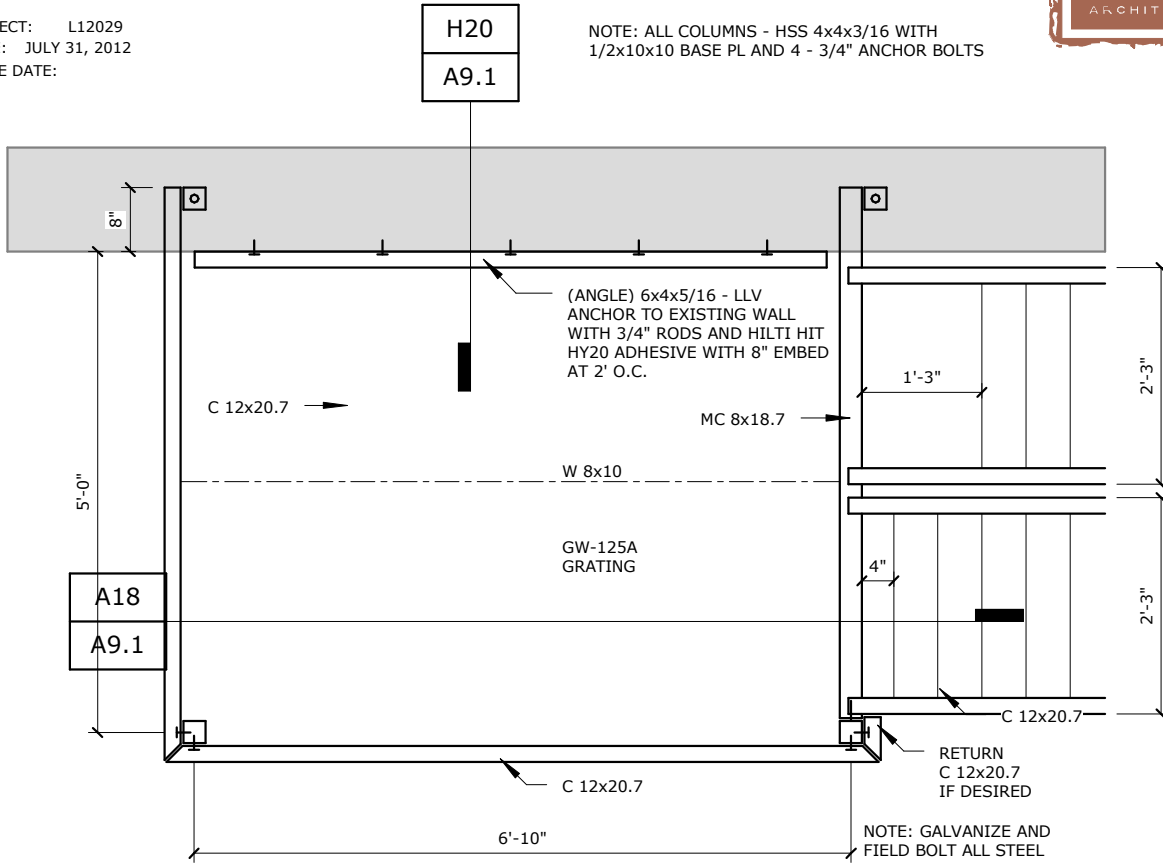 ECT: L12029
: JULY 31, 2012
E DATE:
H20
A9.1
NOTE: ALL COLUMNS - HSS 4x4x3/16 WITH
1/2x10x10 BASE PL AND 4 - 3/4" ANCHOR BOLTS
ARCHIT
8"
(ANGLE) 6x4x5/16 - LLV
ANCHOR TO EXISTING WALL
WITH 3/4" RODS AND HILTI HIT
HY20 ADHESIVE WITH 8" EMBED
AT 2' O.C.
1'-3"
2'-3"
C 12x20.7
MC 8x18.7
5'-0"
W 8x10
GW-125A
GRATING
4"
A18
A9.1
2'-3"
C 12x20.7
RETURN
C 12x20.7
IF DESIRED
C 12x20.7
6'-10"
NOTE: GALVANIZE AND
FIELD BOLT ALL STEEL